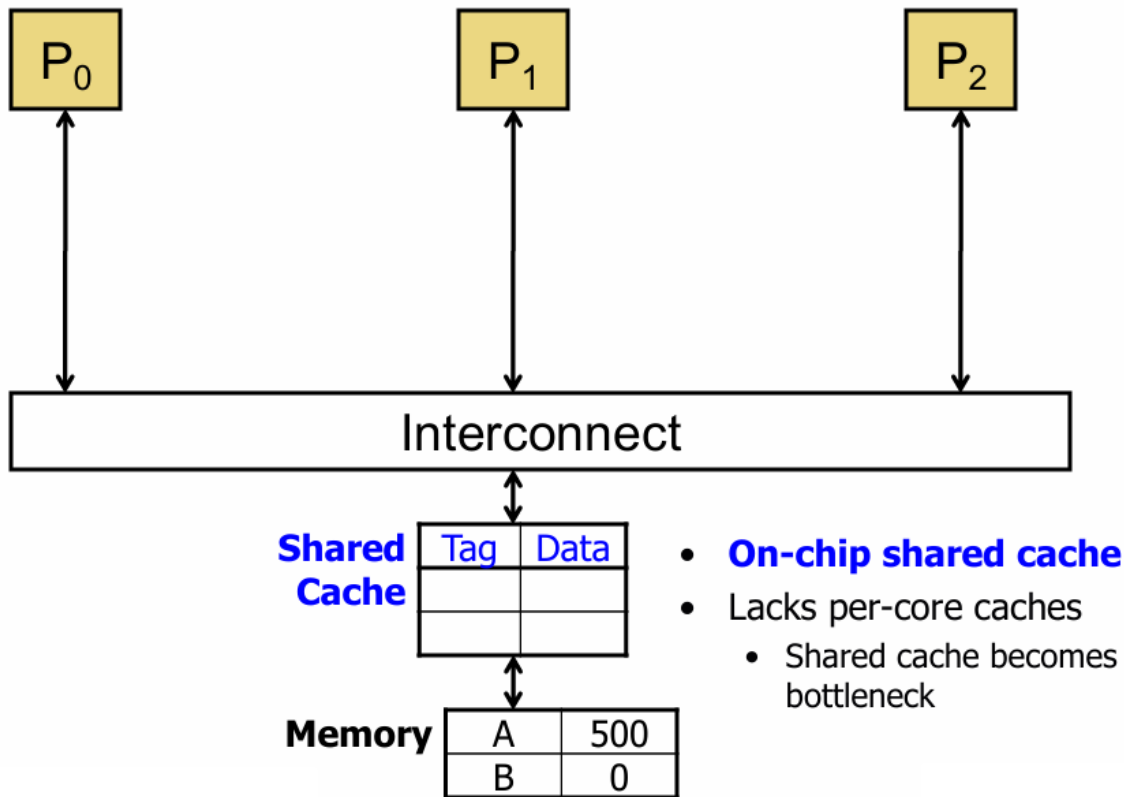 P0 P1 P2
Interconnect
Shared Cache
Tag Data
• On-chip shared cache
• Lacks per-core caches
• Shared cache becomes
bottleneck
Memory
A 500
B 0